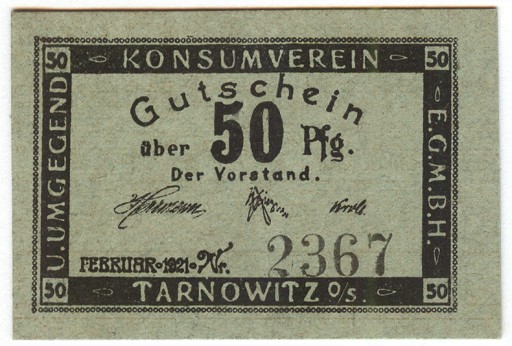 50 KONSUMVEREIN 50
U. UMGEGEND
E.G.M.B.H.
Gutschein
über 50 Pfg.
Der Vorstand.
FEBRUAR·1921· Nr. 2367
50 TARNOWITZ O/S. 50